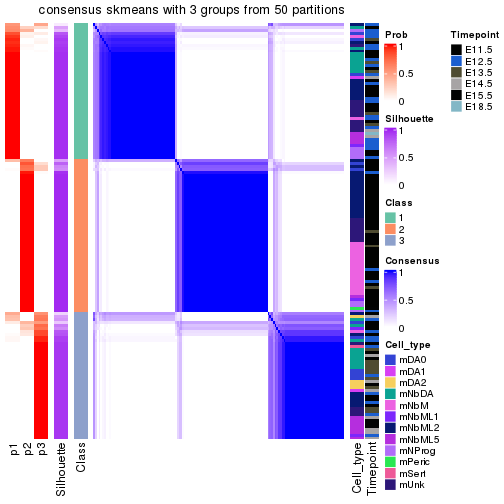 consensus skmeans with 3 groups from 50 partitions
Prob
1
0.5
0
Silhouette
1
0.5
0
Class
1
2
3
Consensus
1
0.5
0
Cell_type
mDA0
mDA1
mDA2
mNbDA
mNbM
mNbML1
mNbML2
mNbML5
mNProg
mPeric
mSert
mUnk
Timepoint
E11.5
E12.5
E13.5
E14.5
E15.5
E18.5
p1
p2
p3
Silhouette
Class
Cell_type
Timepoint